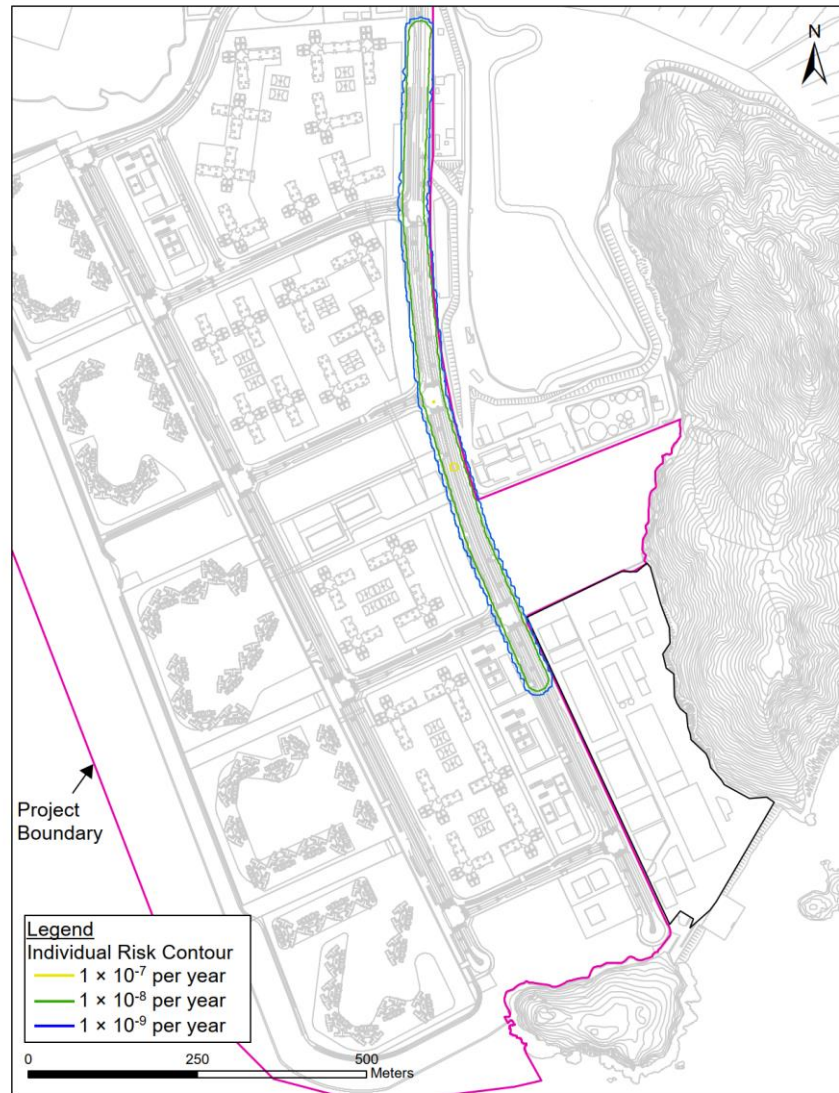 N
Project
Boundary
Legend
Individual Risk Contour
1 × 10⁻⁷ per year
1 × 10⁻⁸ per year
1 × 10⁻⁹ per year
0 250 500
Meters